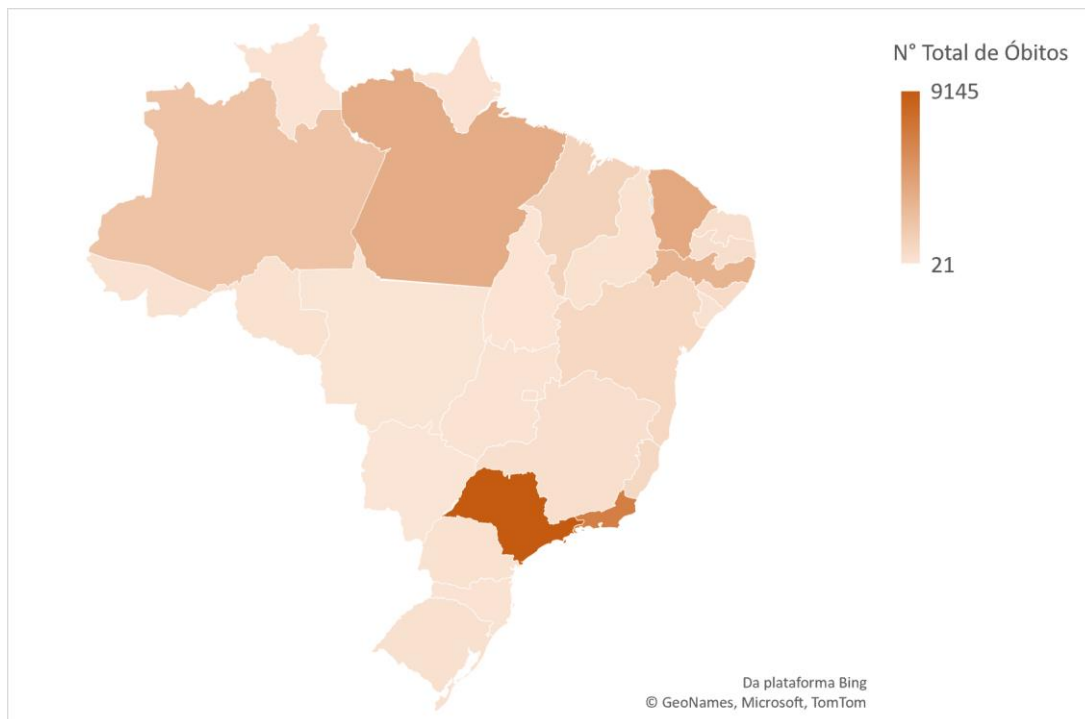 N° Total de Óbitos
9145
21
Da plataforma Bing
© GeoNames, Microsoft, TomTom